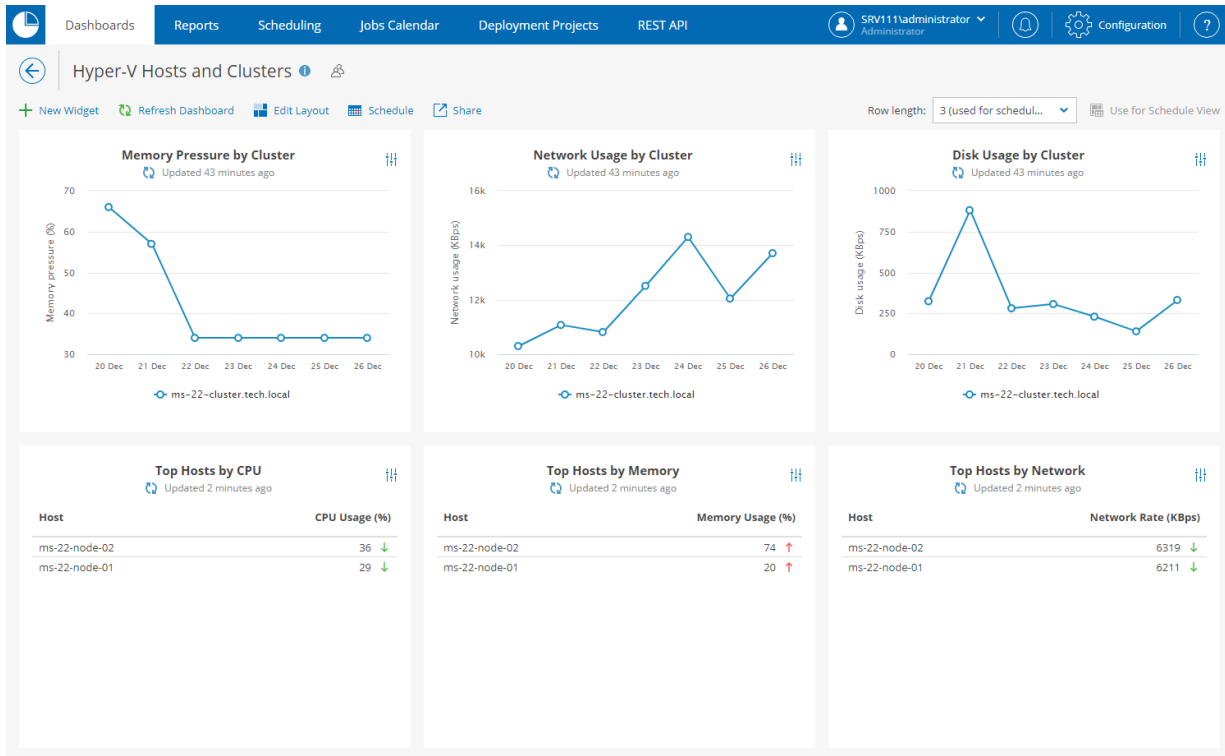 Dashboards Reports Scheduling Jobs Calendar Deployment Projects REST API SRV111\administrator Configuration ?
Administrator
Hyper-V Hosts and Clusters i
New Widget Refresh Dashboard Edit Layout Schedule Share Row length: 3 (used for schedul... Use for Schedule View
Memory Pressure by Cluster
Updated 43 minutes ago
Memory pressure (%)
70
60
50
40
30
20 Dec 21 Dec 22 Dec 23 Dec 24 Dec 25 Dec 26 Dec
ms-22-cluster.tech.local
Network Usage by Cluster
Updated 43 minutes ago
Network usage (KBps)
16k
14k
12k
10k
20 Dec 21 Dec 22 Dec 23 Dec 24 Dec 25 Dec 26 Dec
ms-22-cluster.tech.local
Disk Usage by Cluster
Updated 43 minutes ago
Disk usage (KBps)
1000
750
500
250
0
20 Dec 21 Dec 22 Dec 23 Dec 24 Dec 25 Dec 26 Dec
ms-22-cluster.tech.local
Top Hosts by CPU
Updated 2 minutes ago
Host CPU Usage (%)
ms-22-node-02 36 ↓
ms-22-node-01 29 ↓
Top Hosts by Memory
Updated 2 minutes ago
Host Memory Usage (%)
ms-22-node-02 74 ↑
ms-22-node-01 20 ↑
Top Hosts by Network
Updated 2 minutes ago
Host Network Rate (KBps)
ms-22-node-02 6319 ↓
ms-22-node-01 6211 ↓